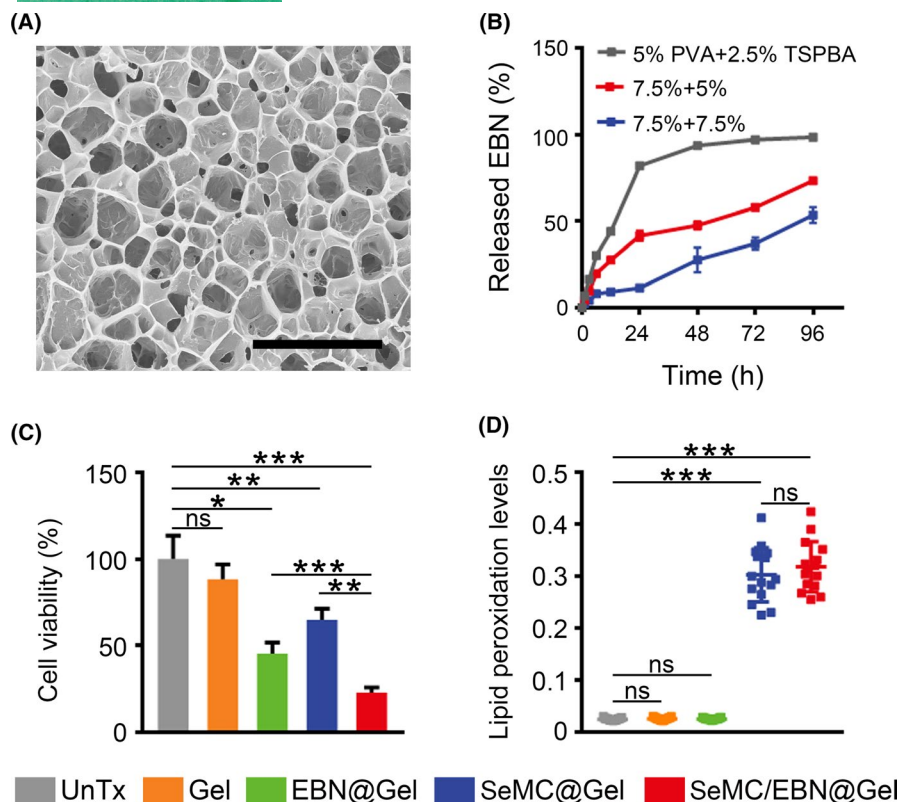 (A)
(B)
Released EBN (%)
150
100
50
0
5% PVA+2.5% TSPBA
7.5%+5%
7.5%+7.5%
0 24 48 72 96
Time (h)
(C)
Cell viability (%)
150
100
50
0
***
**
*
ns
***
**
(D)
Lipid peroxidation levels
0.5
0.4
0.3
0.2
0.1
0
***
***
ns
ns
ns
UnTx Gel EBN@Gel SeMC@Gel SeMC/EBN@Gel